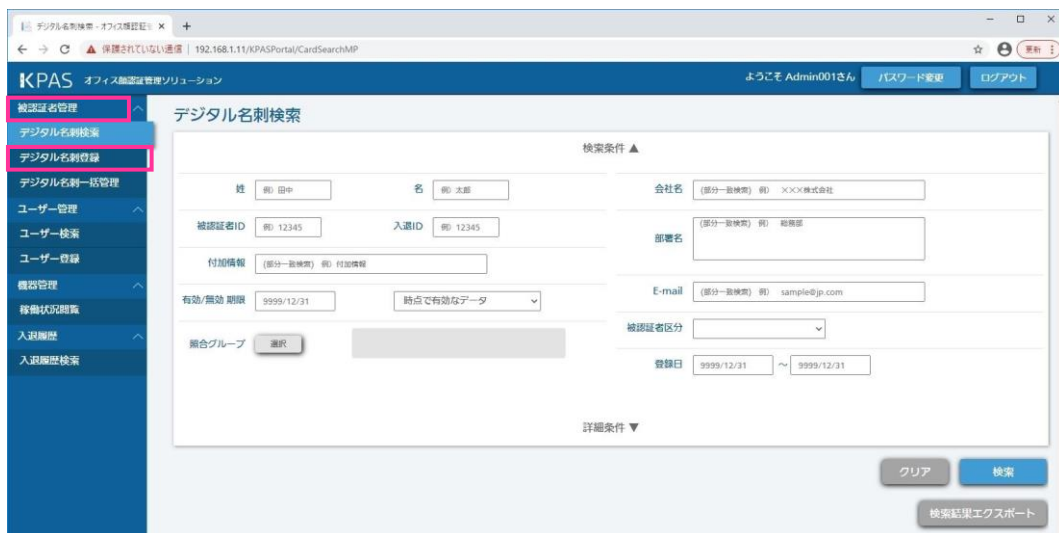 デジタル名刺検索 - オフィス顔認証
保護されていない通信 | 192.168.1.11/KPASPortal/CardSearchMP
更新
KPAS オフィス顔認証管理ソリューション
ようこそ Admin001さん
パスワード変更
ログアウト
被認証者管理
デジタル名刺検索
デジタル名刺登録
デジタル名刺一括管理
ユーザー管理
ユーザー検索
ユーザー登録
機器管理
稼働状況閲覧
入退履歴
入退履歴検索
デジタル名刺検索
検索条件 ▲
姓 例) 田中 名 例) 太郎
被認証者ID 例) 12345 入退ID 例) 12345
付加情報 (部分一致検索) 例) 付加情報
有効/無効 期限 9999/12/31 時点で有効なデータ
照合グループ 選択
会社名 (部分一致検索) 例) ×××株式会社
部署名 (部分一致検索) 例) 総務部
E-mail (部分一致検索) 例) sample@jp.com
被認証者区分
登録日 9999/12/31 ～ 9999/12/31
詳細条件 ▼
クリア 検索
検索結果エクスポート